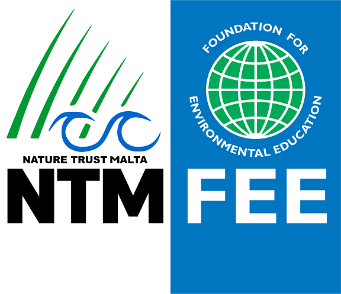 NATURE TRUST MALTA
NTM
FOUNDATION FOR
ENVIRONMENTAL EDUCATION
FEE